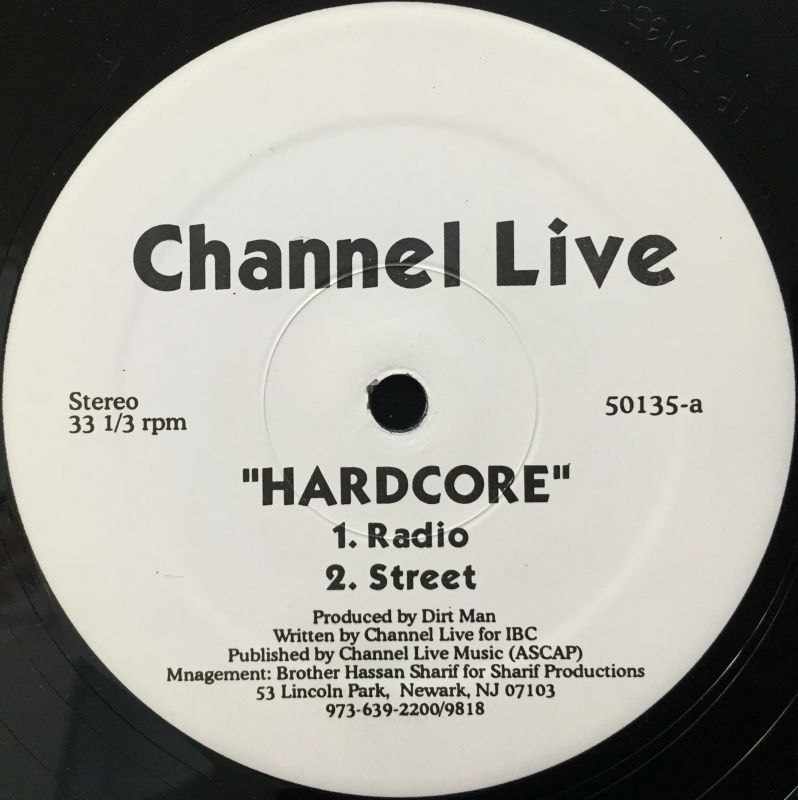 Channel Live
Stereo
33 1/3 rpm
50135-a
"HARDCORE"
1. Radio
2. Street
Produced by Dirt Man
Written by Channel Live for IBC
Published by Channel Live Music (ASCAP)
Mnagement: Brother Hassan Sharif for Sharif Productions
53 Lincoln Park, Newark, NJ 07103
973-639-2200/9818